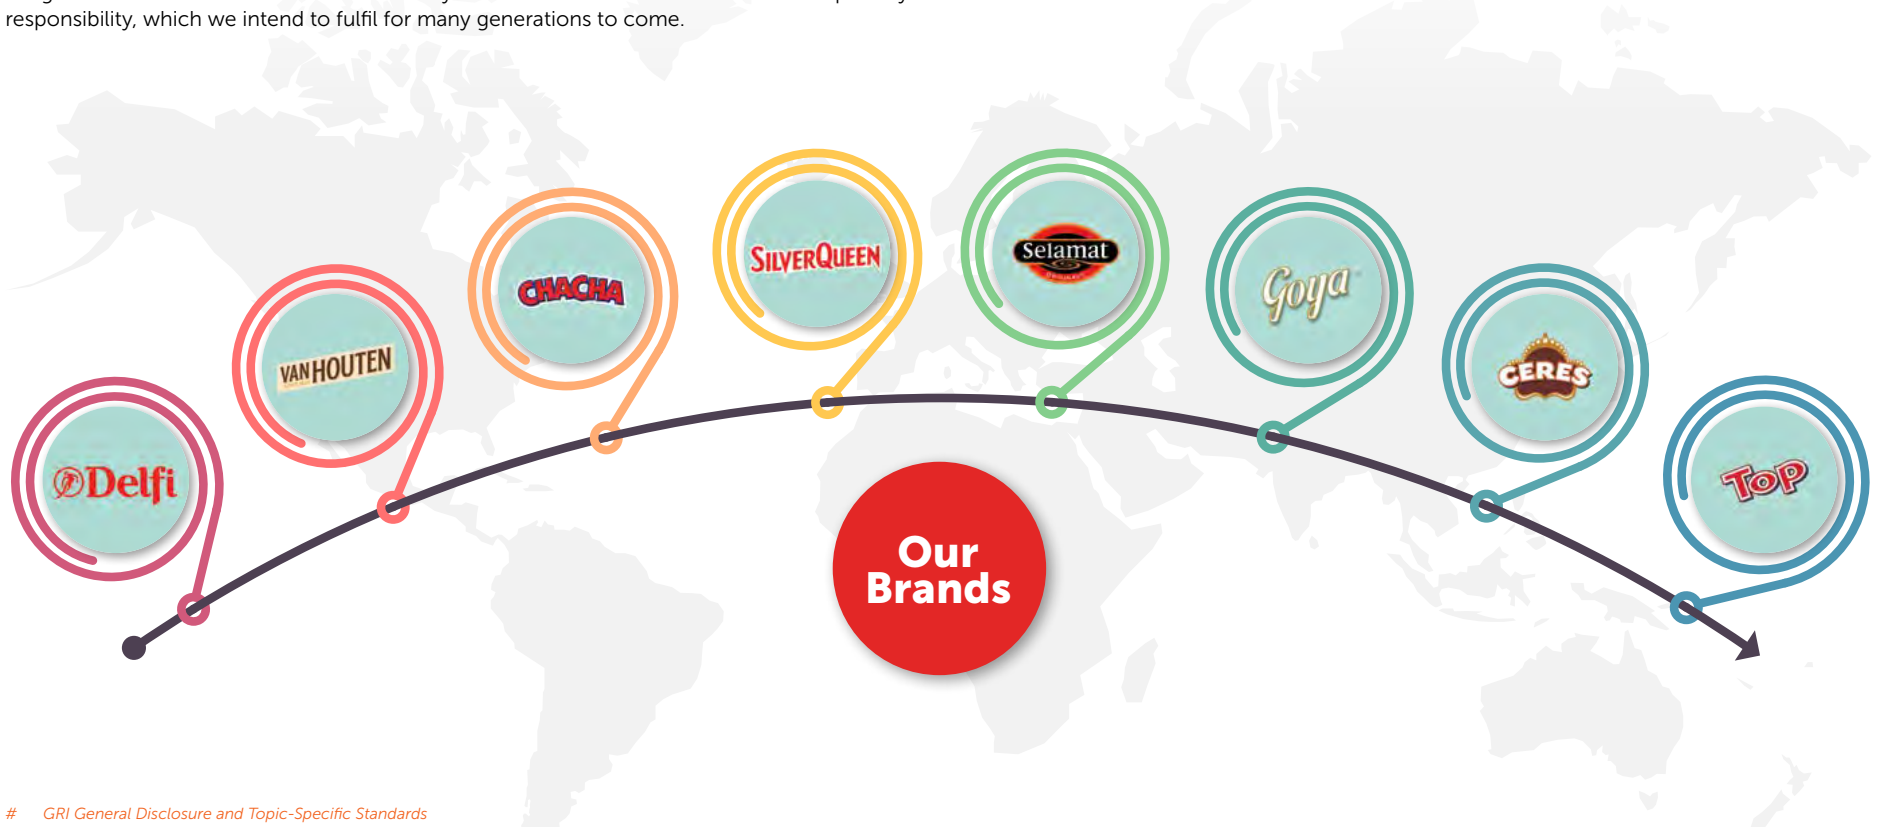 responsibility, which we intend to fulfil for many generations to come.
Delfi
VAN HOUTEN
CHACHA
SILVERQUEEN
Selamat
Goya
CERES
TOP
Our
Brands
# GRI General Disclosure and Topic-Specific Standards